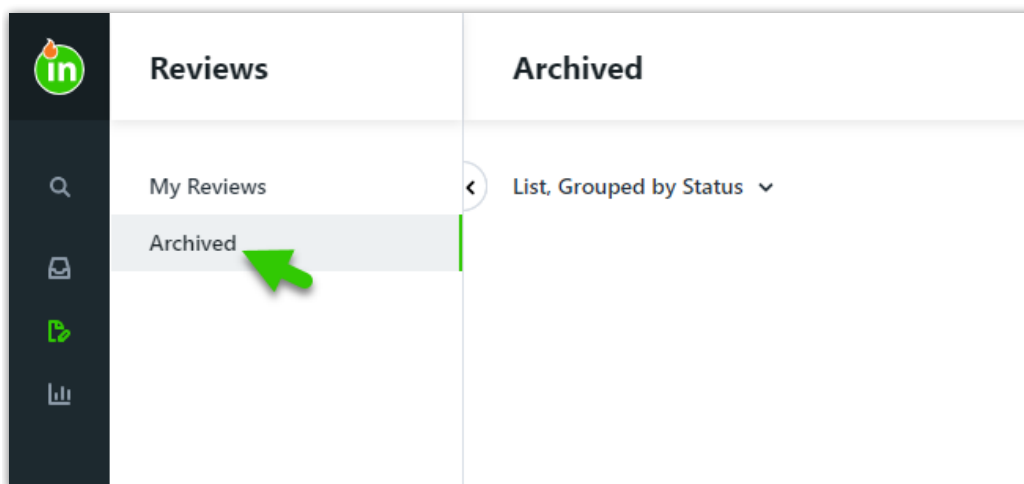 in
Reviews
Archived
My Reviews
List, Grouped by Status
Archived